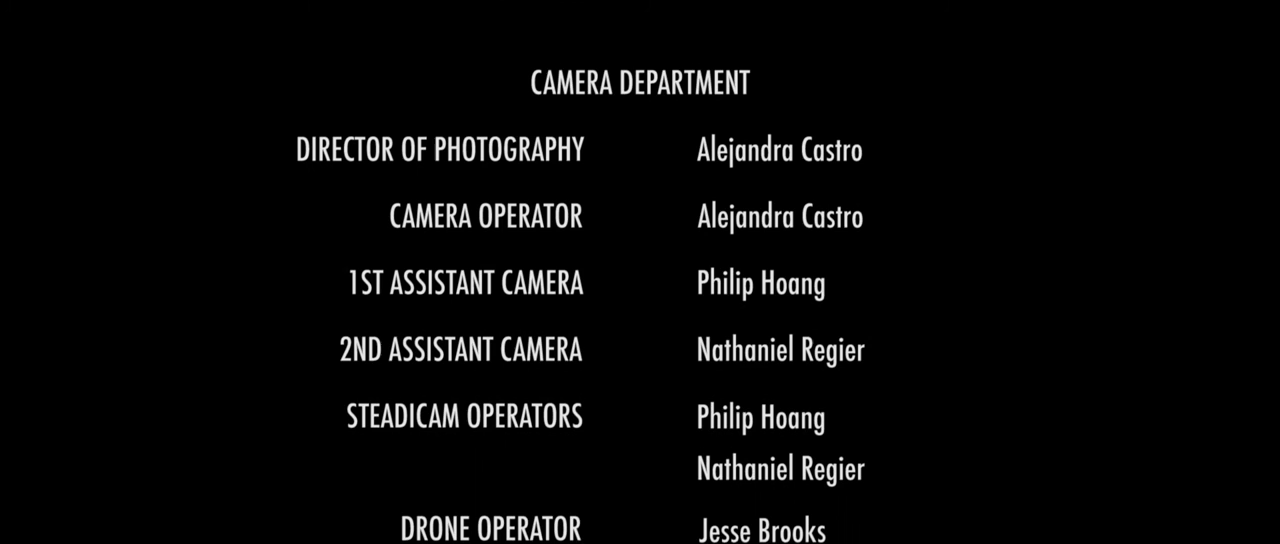 CAMERA DEPARTMENT
DIRECTOR OF PHOTOGRAPHY Alejandra Castro
CAMERA OPERATOR Alejandra Castro
1ST ASSISTANT CAMERA Philip Hoang
2ND ASSISTANT CAMERA Nathaniel Regier
STEADICAM OPERATORS Philip Hoang
Nathaniel Regier
DRONE OPERATOR Jesse Brooks